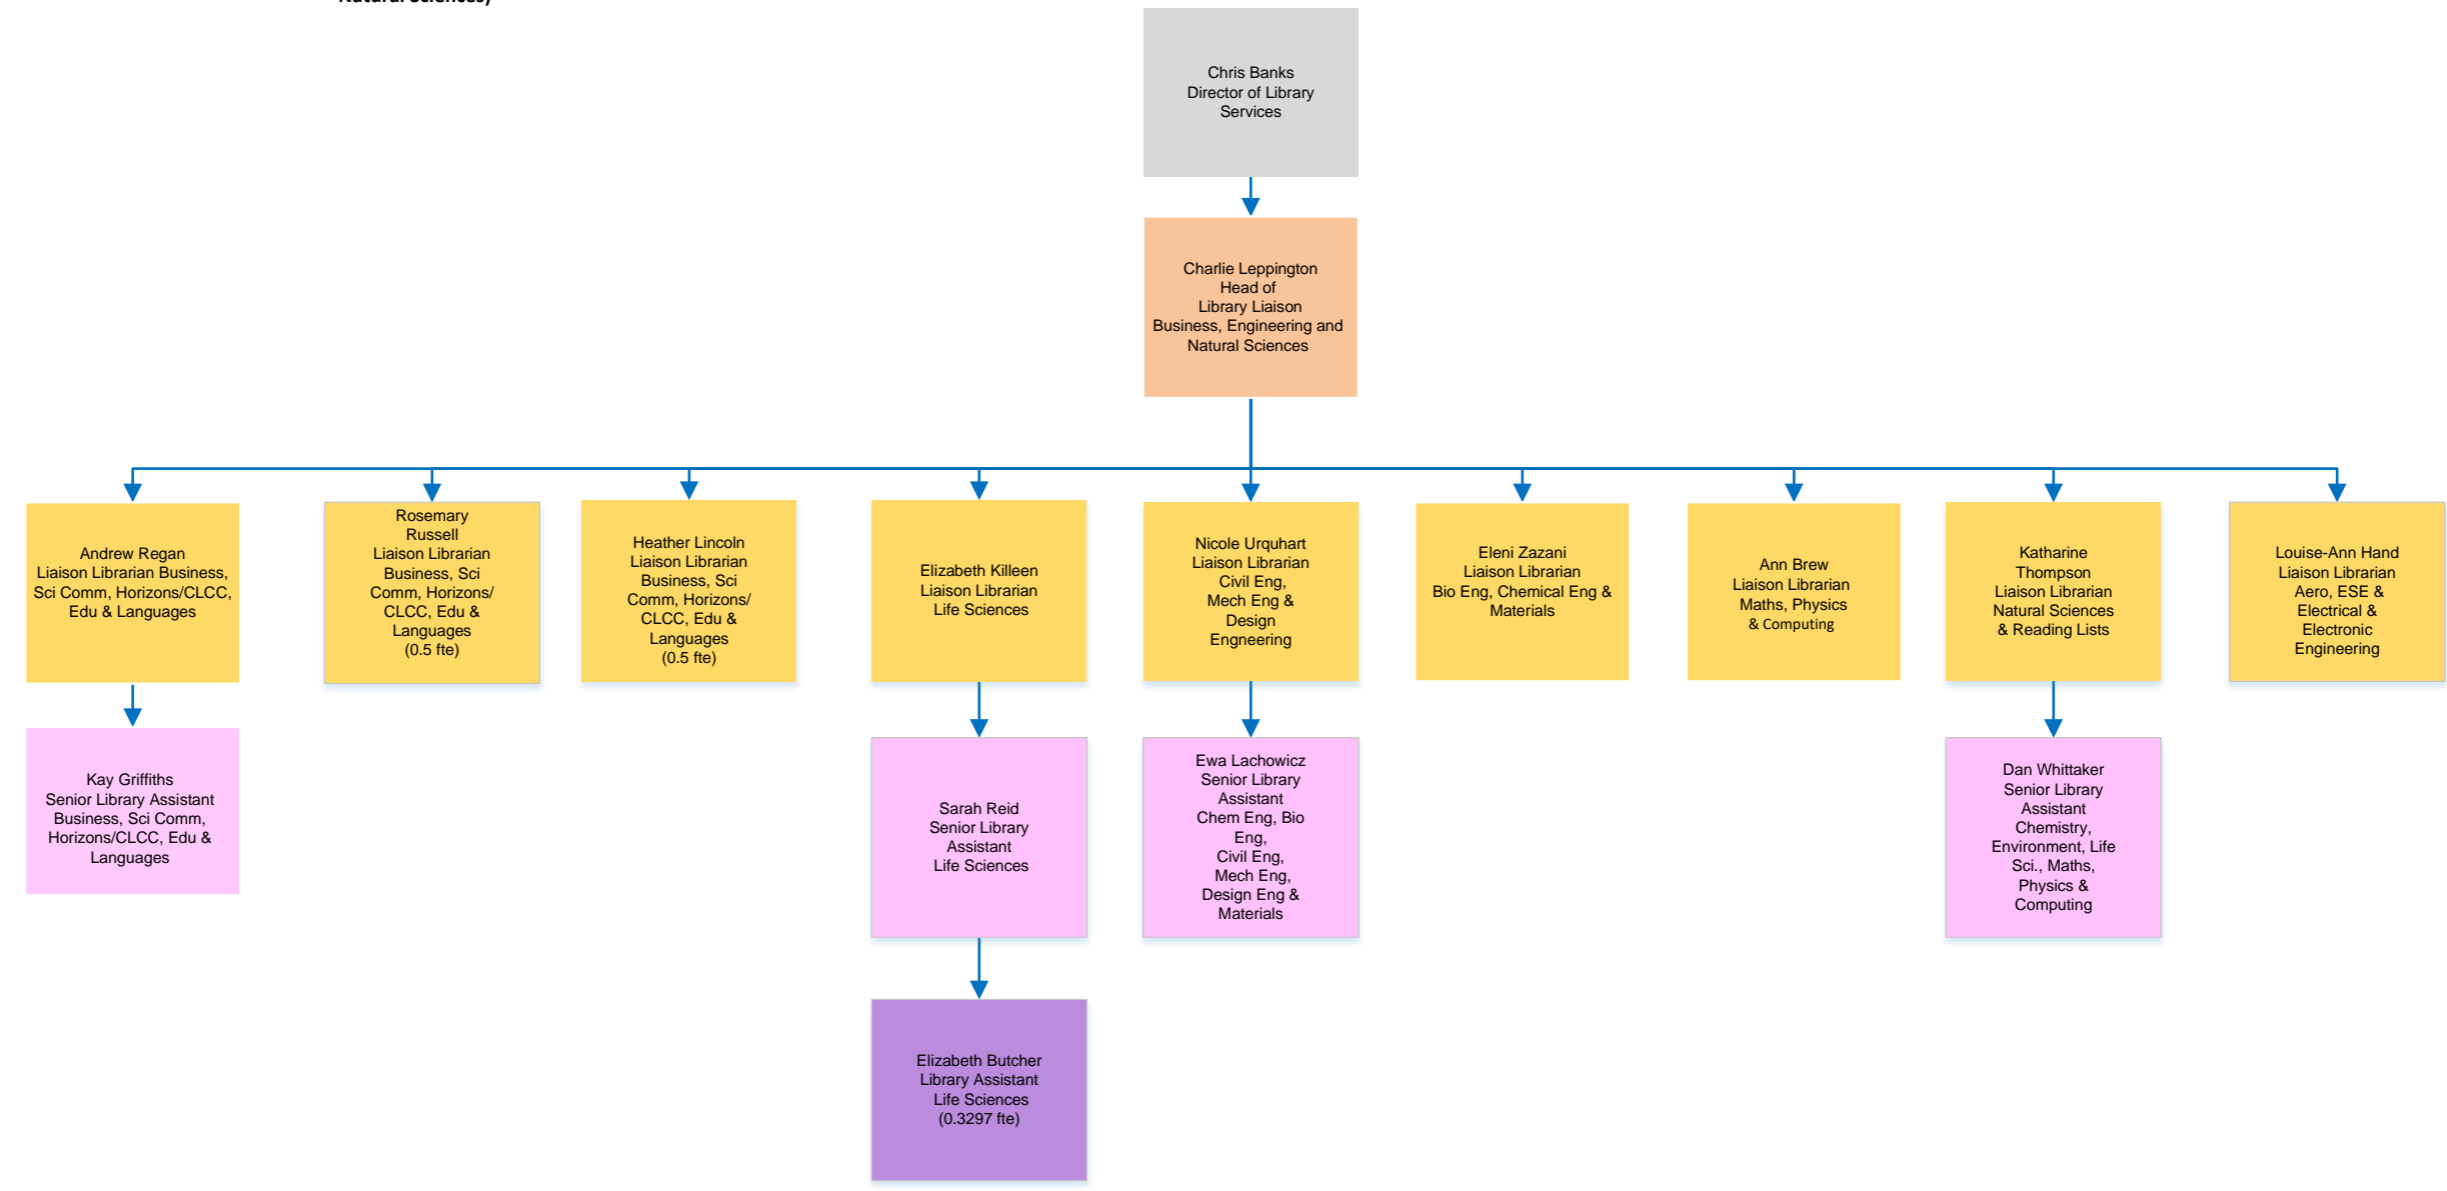 Natural Sciences)
Chris Banks
Director of Library
Services
Charlie Leppington
Head of
Library Liaison
Business, Engineering and
Natural Sciences
Andrew Regan
Liaison Librarian Business,
Sci Comm, Horizons/CLCC,
Edu & Languages
Rosemary
Russell
Liaison Librarian
Business, Sci
Comm, Horizons/
CLCC, Edu &
Languages
(0.5 fte)
Heather Lincoln
Liaison Librarian
Business, Sci
Comm, Horizons/
CLCC, Edu &
Languages
(0.5 fte)
Elizabeth Killeen
Liaison Librarian
Life Sciences
Nicole Urquhart
Liaison Librarian
Civil Eng,
Mech Eng &
Design
Engneering
Eleni Zazani
Liaison Librarian
Bio Eng, Chemical Eng &
Materials
Ann Brew
Liaison Librarian
Maths, Physics
& Computing
Katharine
Thompson
Liaison Librarian
Natural Sciences
& Reading Lists
Louise-Ann Hand
Liaison Librarian
Aero, ESE &
Electrical &
Electronic
Engineering
Kay Griffiths
Senior Library Assistant
Business, Sci Comm,
Horizons/CLCC, Edu &
Languages
Sarah Reid
Senior Library
Assistant
Life Sciences
Ewa Lachowicz
Senior Library
Assistant
Chem Eng, Bio
Eng,
Civil Eng,
Mech Eng,
Design Eng &
Materials
Dan Whittaker
Senior Library
Assistant
Chemistry,
Environment, Life
Sci., Maths,
Physics &
Computing
Elizabeth Butcher
Library Assistant
Life Sciences
(0.3297 fte)